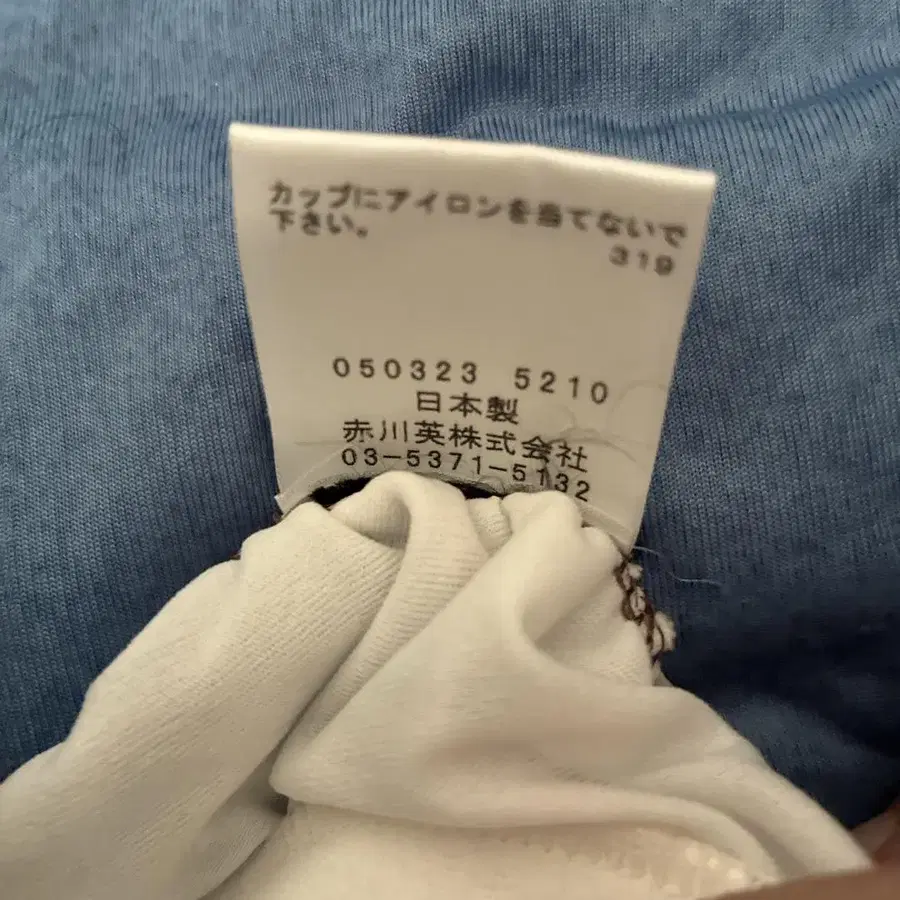 カップにアイロンを当てないで
下さい。
319
050323 5210
日本製
赤川英株式会社
03-5371-5132